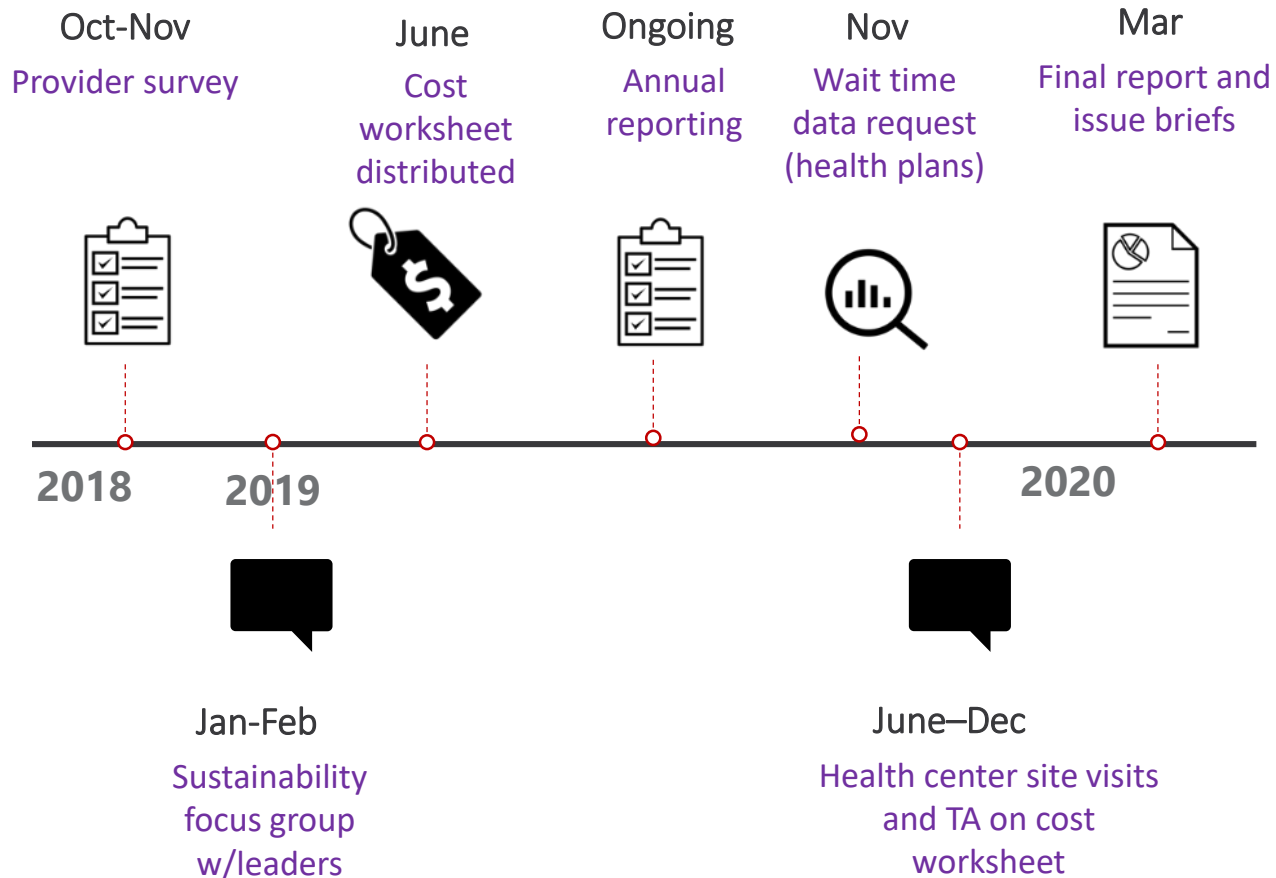 Oct-Nov
Provider survey
June
Cost
worksheet
distributed
Ongoing
Annual
reporting
Nov
Wait time
data request
(health plans)
Mar
Final report and
issue briefs
$
2018
2019
2020
Jan-Feb
Sustainability
focus group
w/leaders
June–Dec
Health center site visits
and TA on cost
worksheet